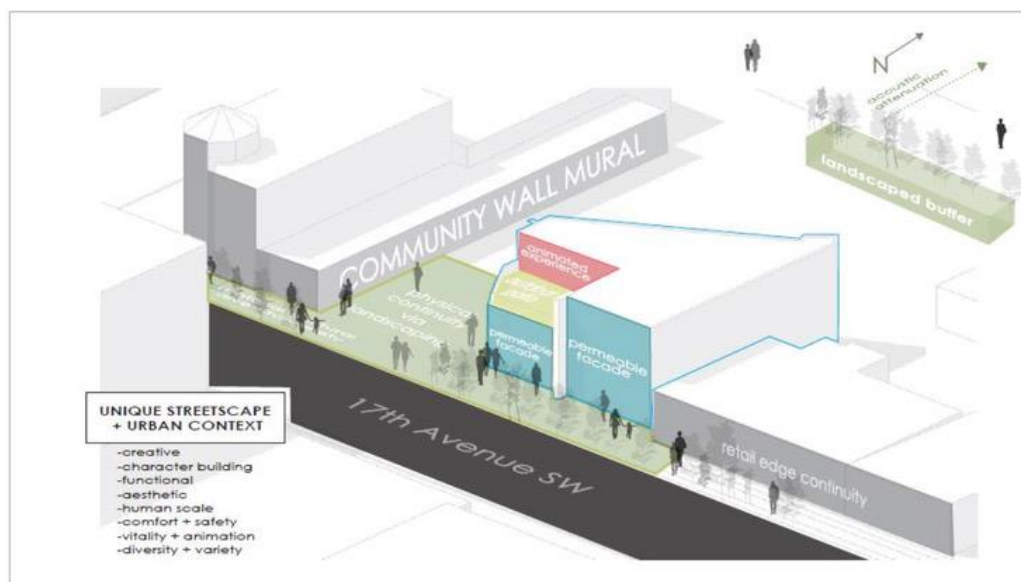 N
acoustic
attenuation
landscaped buffer
COMMUNITY WALL MURAL
animated
experience
physical
continuity
via
landscaping
permeable
facade
permeable
facade
17th Avenue SW
retail edge continuity
UNIQUE STREETSCAPE
+ URBAN CONTEXT
-creative
-character building
-functional
-aesthetic
-human scale
-comfort + safety
-vitality + animation
-diversity + variety